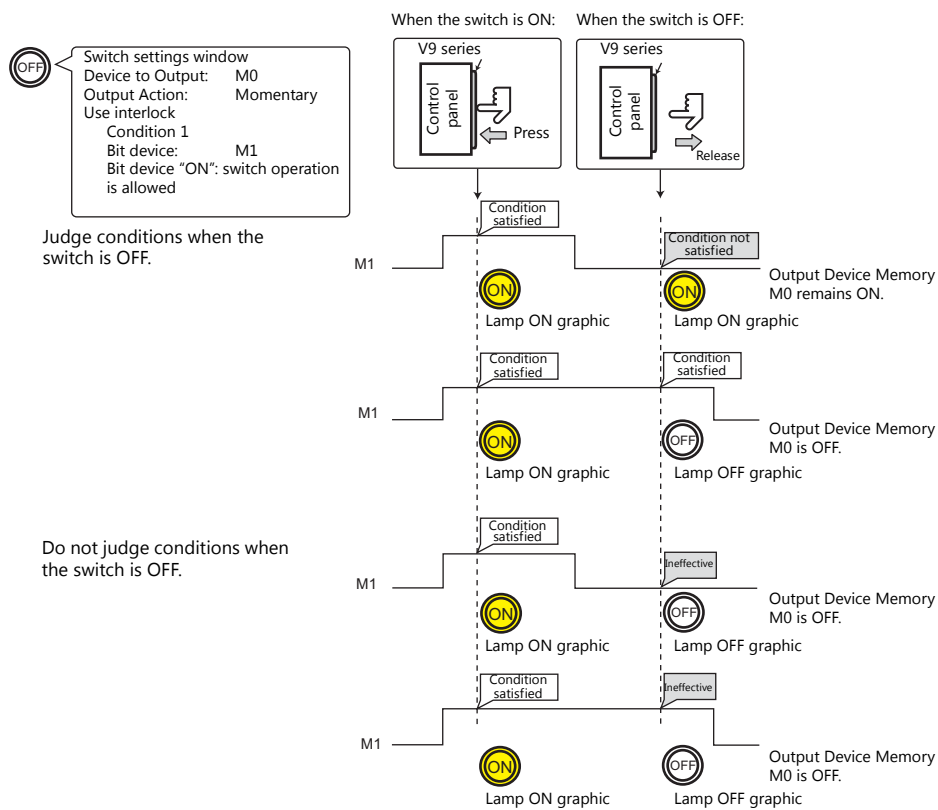 When the switch is ON:
When the switch is OFF:
OFF
Switch settings window
Device to Output: M0
Output Action: Momentary
Use interlock
Condition 1
Bit device: M1
Bit device “ON”: switch operation
is allowed
V9 series
Control
panel
Press
V9 series
Control
panel
Release
Judge conditions when the
switch is OFF.
Condition
satisfied
Condition not
satisfied
M1
Output Device Memory
M0 remains ON.
ON
ON
Lamp ON graphic
Lamp ON graphic
Condition
satisfied
Condition
satisfied
M1
Output Device Memory
M0 is OFF.
ON
OFF
Lamp ON graphic
Lamp OFF graphic
Do not judge conditions when
the switch is OFF.
Condition
satisfied
Ineffective
M1
Output Device Memory
M0 is OFF.
ON
OFF
Lamp ON graphic
Lamp OFF graphic
Condition
satisfied
Ineffective
M1
Output Device Memory
M0 is OFF.
ON
OFF
Lamp ON graphic
Lamp OFF graphic